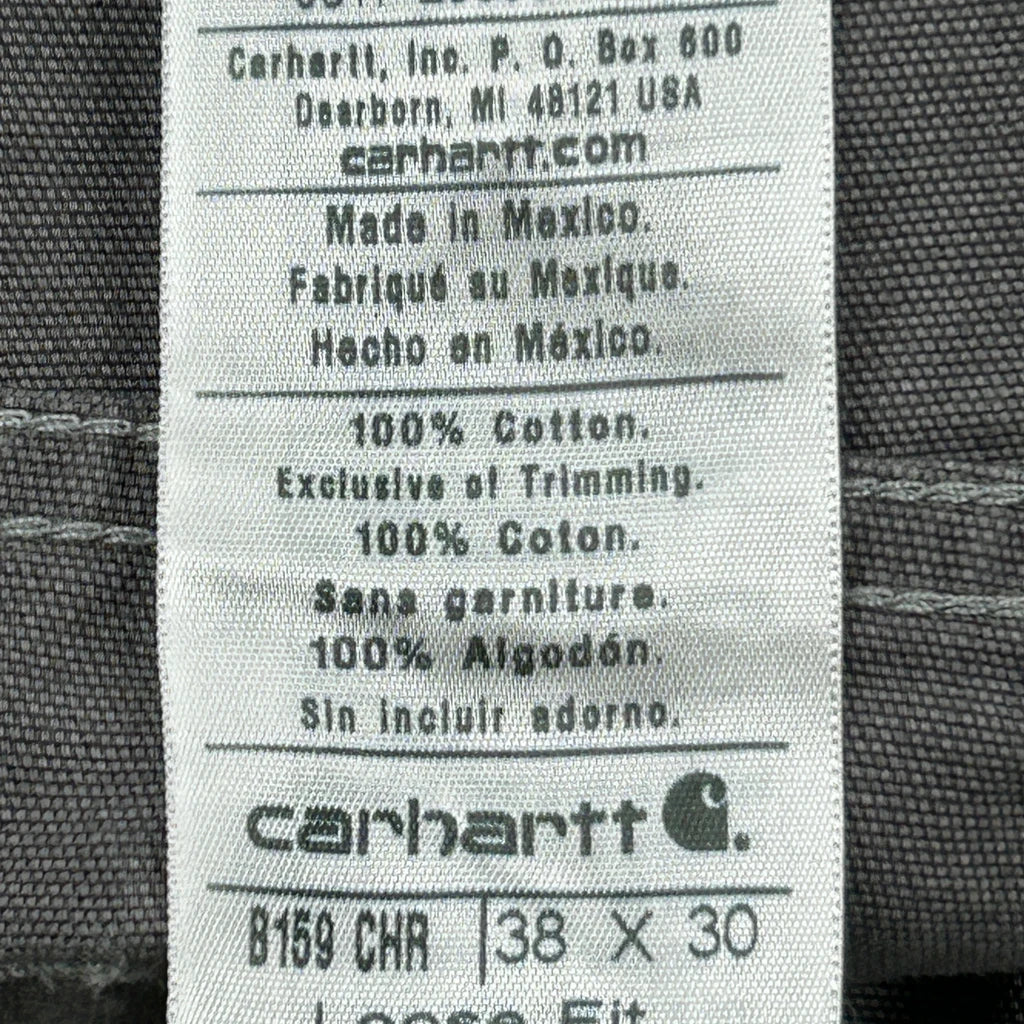 Carhartt, Inc. P. O. Box 600
Dearborn, MI 48121 USA
carhartt.com
Made in Mexico.
Fabriqué au Mexique.
Hecho en México.
100% Cotton.
Exclusive of Trimming.
100% Coton.
Sans garniture.
100% Algodón.
Sin incluir adorno.
carhartt
B159 CHR 38 X 30
Loose Fit